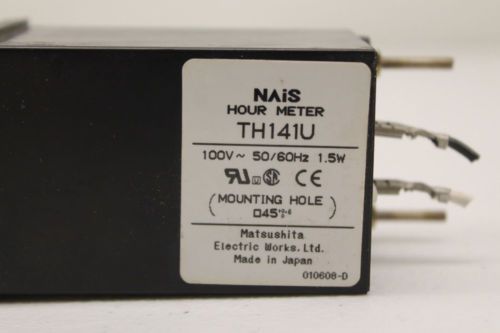 NAiS
HOUR METER
TH141U
100V~ 50/60Hz 1.5W
(MOUNTING HOLE)
□45
Matsushita
Electric Works, Ltd.
Made in Japan
010608-D